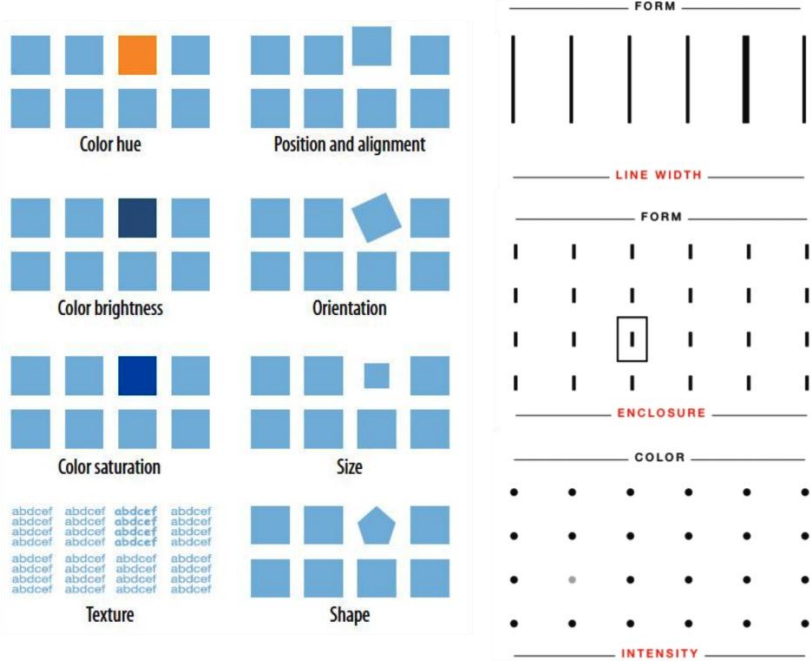 Color hue
Position and alignment
Color brightness
Orientation
Color saturation
Size
abdcef abdcef abdcef abdcef
abdcef abdcef abdcef abdcef
abdcef abdcef abdcef abdcef
abdcef abdcef abdcef abdcef
abdcef abdcef abdcef abdcef
abdcef abdcef abdcef abdcef
abdcef abdcef abdcef abdcef
abdcef abdcef abdcef abdcef
Texture
Shape
FORM
LINE WIDTH
FORM
ENCLOSURE
COLOR
INTENSITY